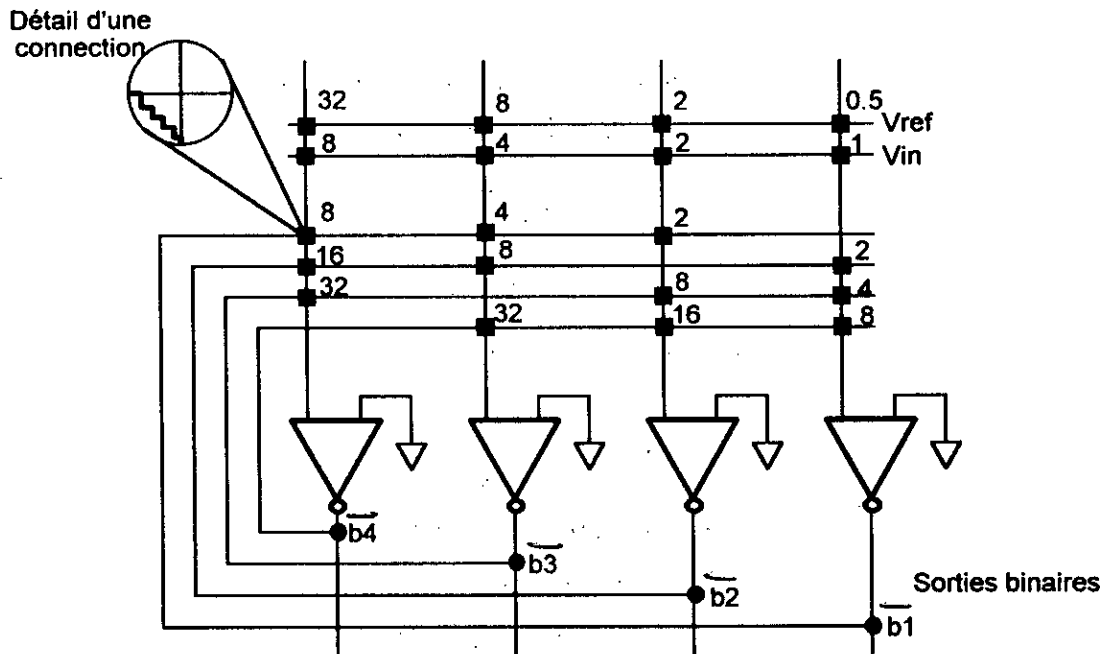 Détail d'une
connection
32 8 2 0.5 Vref
8 4 2 1 Vin
8 4 2
16 8 2
32 8 4
32 16 8
b4
b3
b2
Sorties binaires
b1